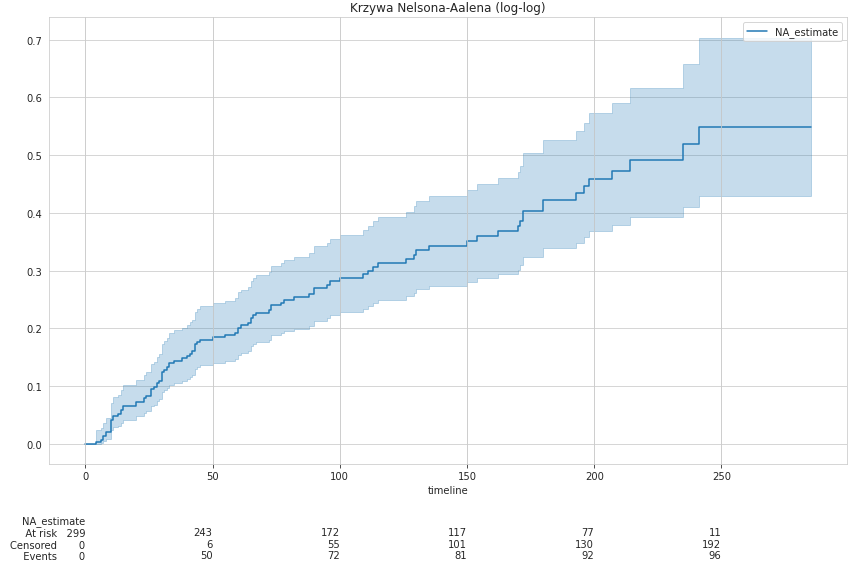 Krzywa Nelsona-Aalena (log-log)
NA_estimate
0.7
0.6
0.5
0.4
0.3
0.2
0.1
0.0
0 50 100 150 200 250
timeline
NA_estimate
At risk 299 243 172 117 77 11
Censored 0 6 55 101 130 192
Events 0 50 72 81 92 96